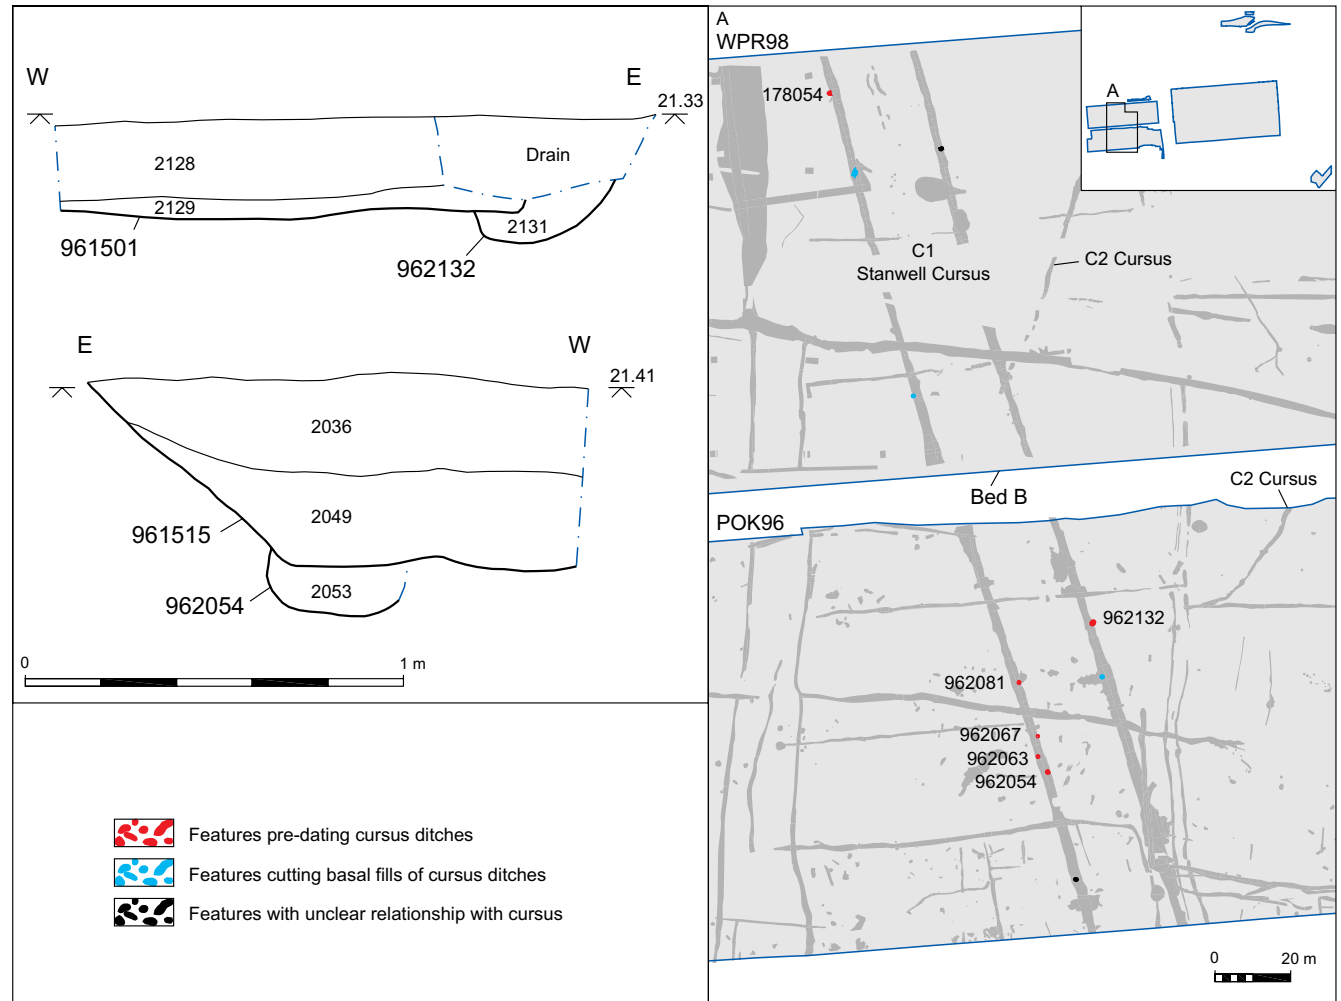 W
E
21.33
2128
Drain
2129
2131
961501
962132
E
W
21.41
2036
2049
961515
2053
962054
0
1 m
Features pre-dating cursus ditches
Features cutting basal fills of cursus ditches
Features with unclear relationship with cursus
A
WPR98
A
178054
C1
Stanwell Cursus
C2 Cursus
Bed B
C2 Cursus
POK96
962132
962081
962067
962063
962054
0
20 m